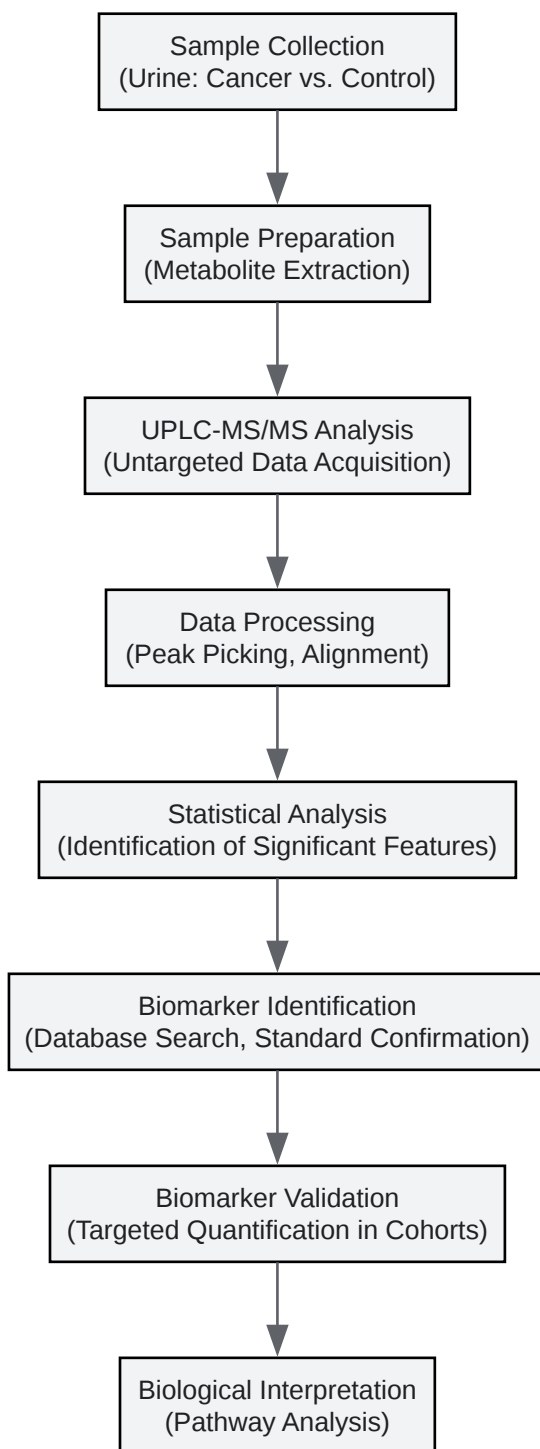 Sample Collection
(Urine: Cancer vs. Control)
Sample Preparation
(Metabolite Extraction)
UPLC-MS/MS Analysis
(Untargeted Data Acquisition)
Data Processing
(Peak Picking, Alignment)
Statistical Analysis
(Identification of Significant Features)
Biomarker Identification
(Database Search, Standard Confirmation)
Biomarker Validation
(Targeted Quantification in Cohorts)
Biological Interpretation
(Pathway Analysis)